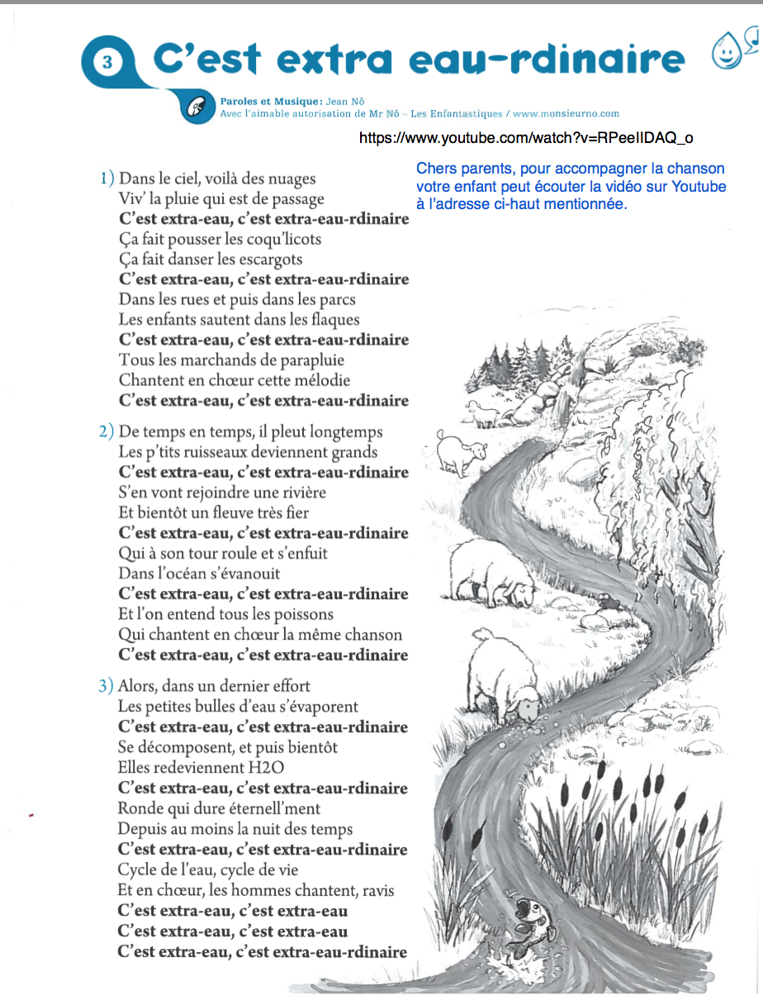 3
C'est extra eau-rdinaire
Paroles et Musique: Jean Nô
Avec l'aimable autorisation de Mr Nô – Les Enfantastiques / www.monsieurno.com
https://www.youtube.com/watch?v=RPeeIIDAQ_o
Chers parents, pour accompagner la chanson
votre enfant peut écouter la vidéo sur Youtube
à l'adresse ci-haut mentionnée.
1) Dans le ciel, voilà des nuages
Viv' la pluie qui est de passage
C'est extra-eau, c'est extra-eau-rdinaire
Ça fait pousser les coqu'licots
Ça fait danser les escargots
C'est extra-eau, c'est extra-eau-rdinaire
Dans les rues et puis dans les parcs
Les enfants sautent dans les flaques
C'est extra-eau, c'est extra-eau-rdinaire
Tous les marchands de parapluie
Chantent en chœur cette mélodie
C'est extra-eau, c'est extra-eau-rdinaire
2) De temps en temps, il pleut longtemps
Les p'tits ruisseaux deviennent grands
C'est extra-eau, c'est extra-eau-rdinaire
S'en vont rejoindre une rivière
Et bientôt un fleuve très fier
C'est extra-eau, c'est extra-eau-rdinaire
Qui à son tour roule et s'enfuit
Dans l'océan s'évanouit
C'est extra-eau, c'est extra-eau-rdinaire
Et l'on entend tous les poissons
Qui chantent en chœur la même chanson
C'est extra-eau, c'est extra-eau-rdinaire
3) Alors, dans un dernier effort
Les petites bulles d'eau s'évaporent
C'est extra-eau, c'est extra-eau-rdinaire
Se décomposent, et puis bientôt
Elles redeviennent H2O
C'est extra-eau, c'est extra-eau-rdinaire
Ronde qui dure éternell'ment
Depuis au moins la nuit des temps
C'est extra-eau, c'est extra-eau-rdinaire
Cycle de l'eau, cycle de vie
Et en chœur, les hommes chantent, ravis
C'est extra-eau, c'est extra-eau
C'est extra-eau, c'est extra-eau
C'est extra-eau, c'est extra-eau-rdinaire